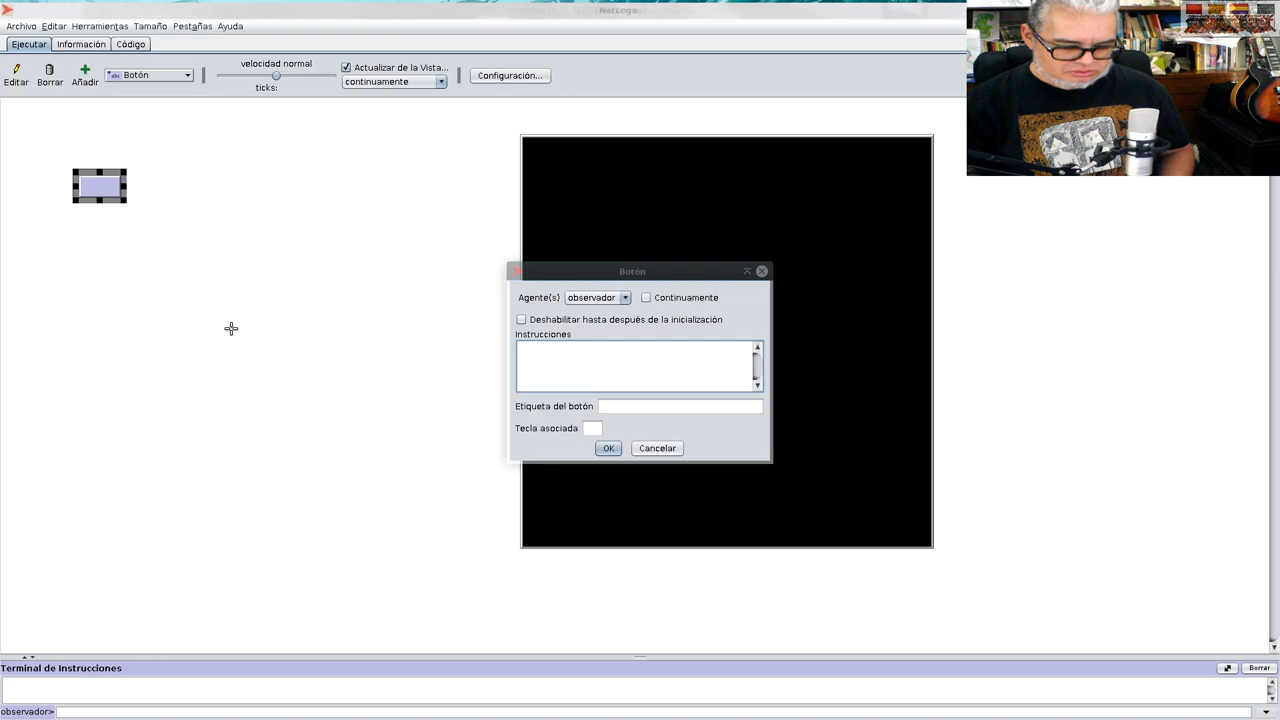 NetLogo
Archivo Editar Herramientas Tamaño Pestañas Ayuda
Ejecutar Información Código
Editar Borrar Añadir
abc Botón
velocidad normal
ticks:
Actualizar de la Vista...
continuamente
Configuración...
Botón
Agente(s) observador Continuamente
Deshabilitar hasta después de la inicialización
Instrucciones
Etiqueta del botón
Tecla asociada
OK Cancelar
Terminal de Instrucciones Borrar
observador>